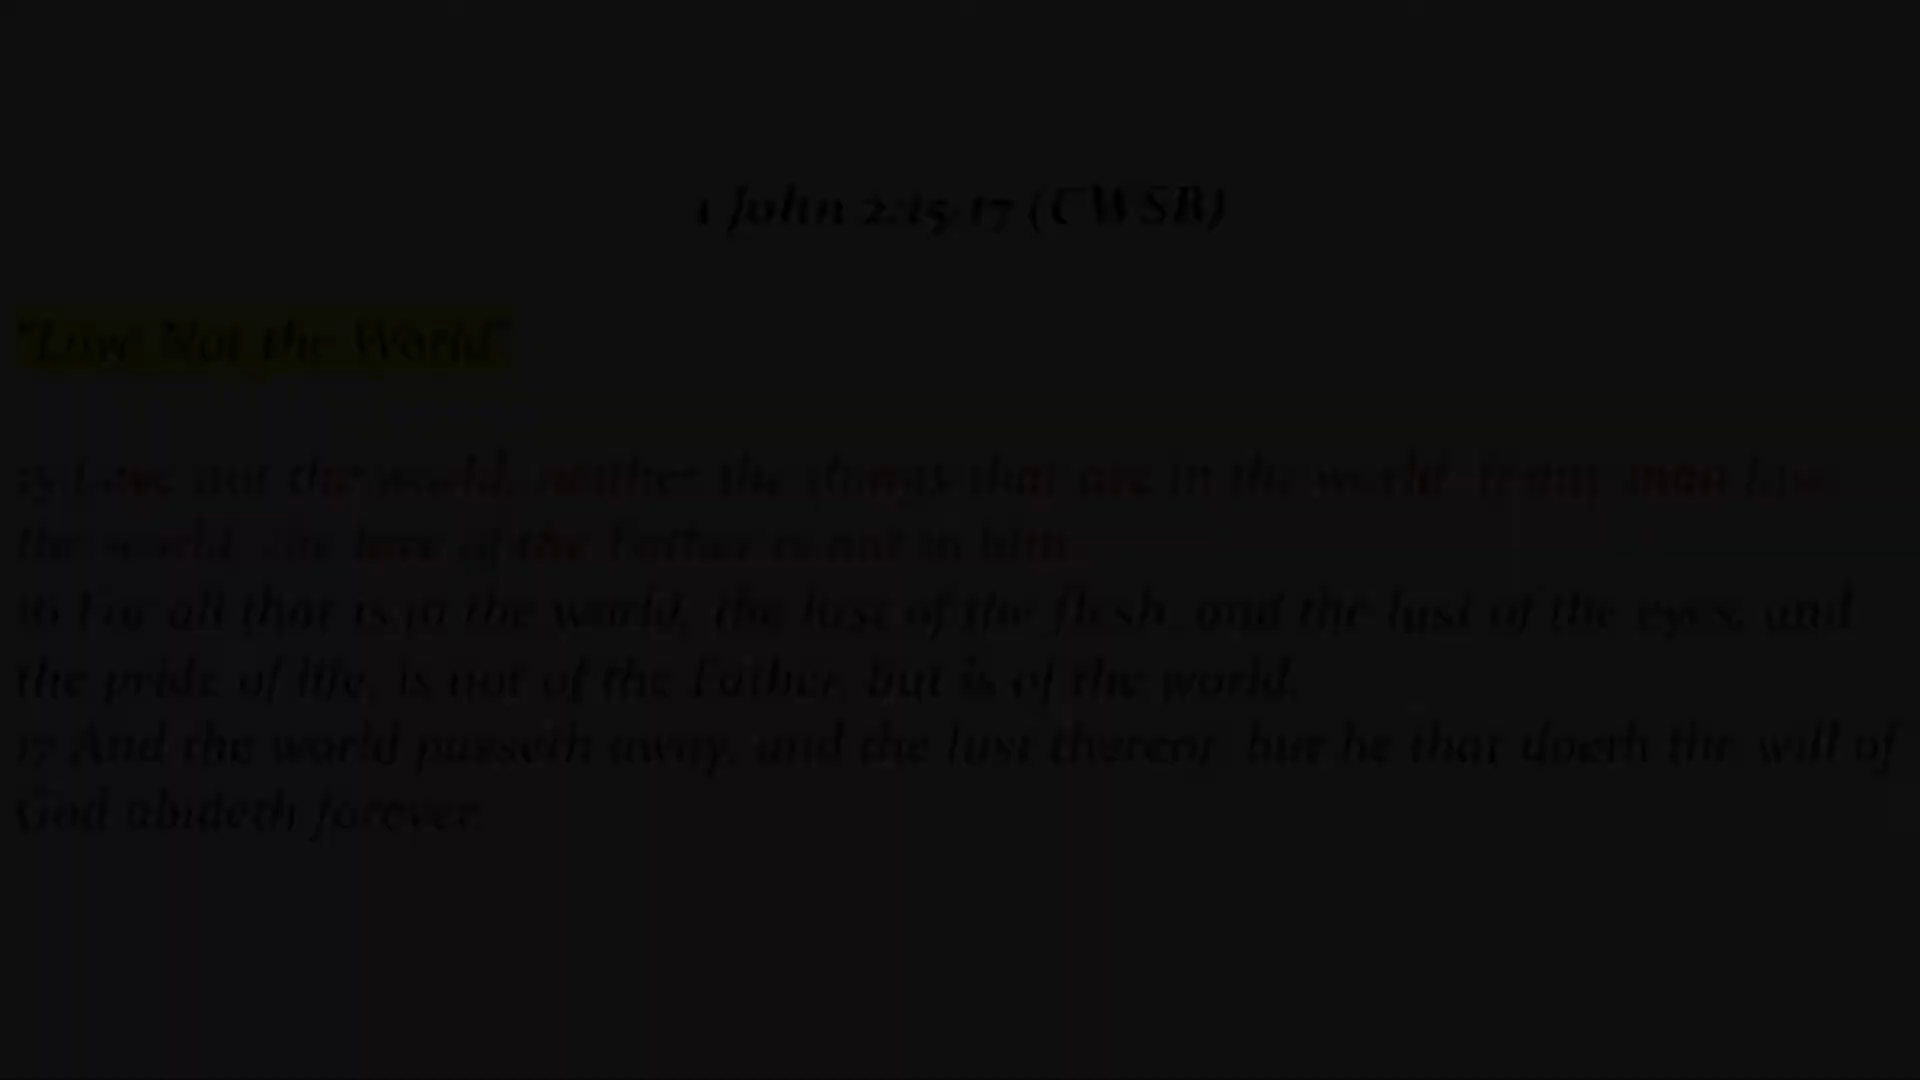 1 John 2:15-17 (CWSB)
"Love Not the World"
15 Love not the world, neither the things that are in the world. If any man love
the world, the love of the Father is not in him.
16 For all that is in the world, the lust of the flesh, and the lust of the eyes, and
the pride of life, is not of the Father, but is of the world.
17 And the world passeth away, and the lust thereof: but he that doeth the will of
God abideth forever.